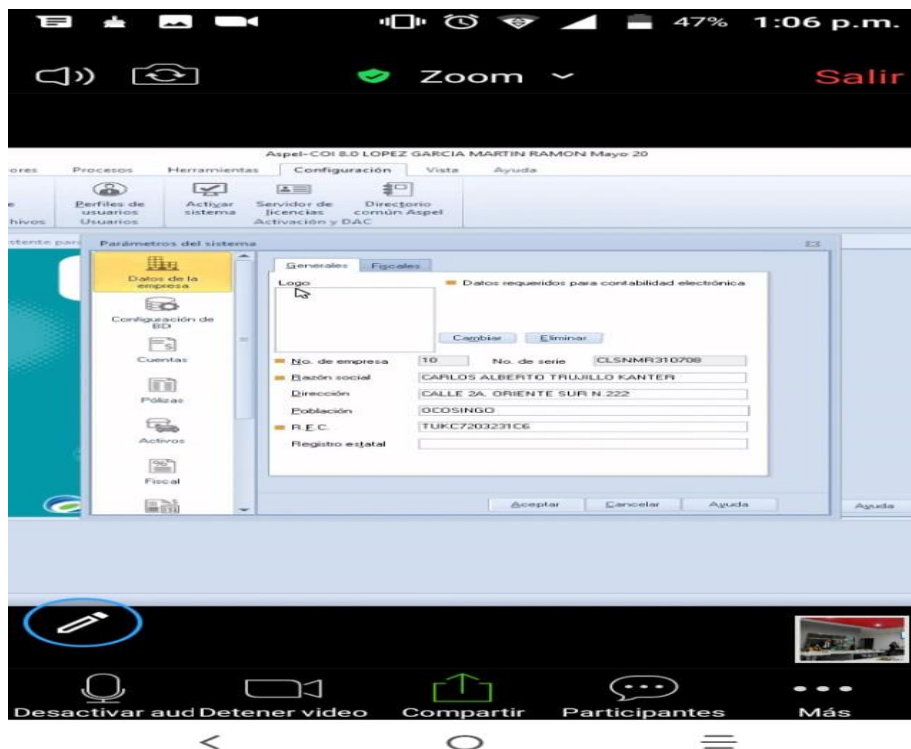 47% 1:06 p.m.
Zoom
Salir
Aspel-COI 8.0 LOPEZ GARCIA MARTIN RAMON Mayo 20
ores Procesos Herramientas Configuración Vista Ayuda
Perfiles de usuarios
Activar sistema
Servidor de licencias
Directorio común Aspel
hivos Usuarios Activación y DAC
Parámetros del sistema
Datos de la empresa
Configuración de BD
Cuentas
Pólizas
Activos
Fiscal
Generales Fiscales
Logo
Datos requeridos para contabilidad electrónica
Cambiar Eliminar
No. de empresa 10 No. de serie CLSNMR310708
Razón social CARLOS ALBERTO TRUJILLO KANTER
Dirección CALLE 2A. ORIENTE SUR N.222
Población OCOSINGO
R.F.C. TUKC7203231C6
Registro estatal
Aceptar Cancelar Ayuda
Ayuda
Desactivar aud Detener video Compartir Participantes Más